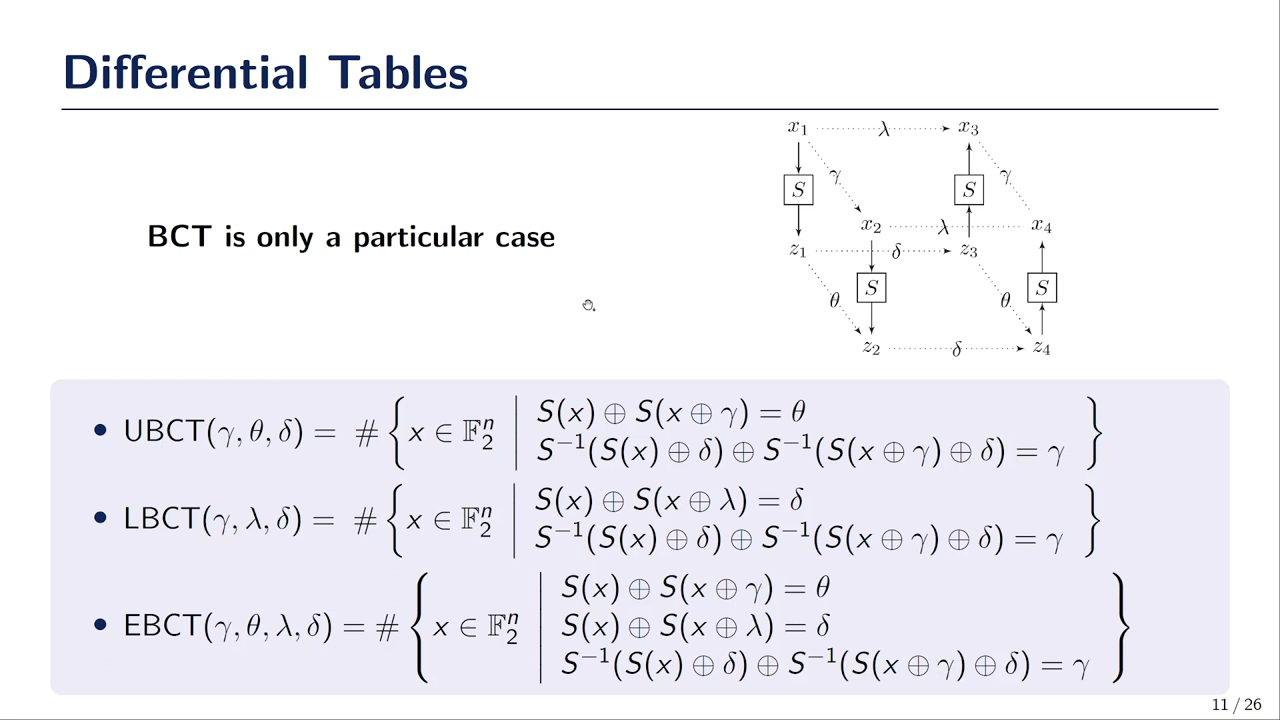 Differential Tables
BCT is only a particular case
x₁ λ x₃
S γ S γ
x₂ λ x₄
z₁ δ z₃
θ S θ S
z₂ δ z₄
• UBCT(γ, θ, δ) = # { x ∈ 𝔽₂ⁿ | S(x) ⊕ S(x ⊕ γ) = θ
S⁻¹(S(x) ⊕ δ) ⊕ S⁻¹(S(x ⊕ γ) ⊕ δ) = γ }
• LBCT(γ, λ, δ) = # { x ∈ 𝔽₂ⁿ | S(x) ⊕ S(x ⊕ λ) = δ
S⁻¹(S(x) ⊕ δ) ⊕ S⁻¹(S(x ⊕ γ) ⊕ δ) = γ }
• EBCT(γ, θ, λ, δ) = # { x ∈ 𝔽₂ⁿ | S(x) ⊕ S(x ⊕ γ) = θ
S(x) ⊕ S(x ⊕ λ) = δ
S⁻¹(S(x) ⊕ δ) ⊕ S⁻¹(S(x ⊕ γ) ⊕ δ) = γ }
11 / 26